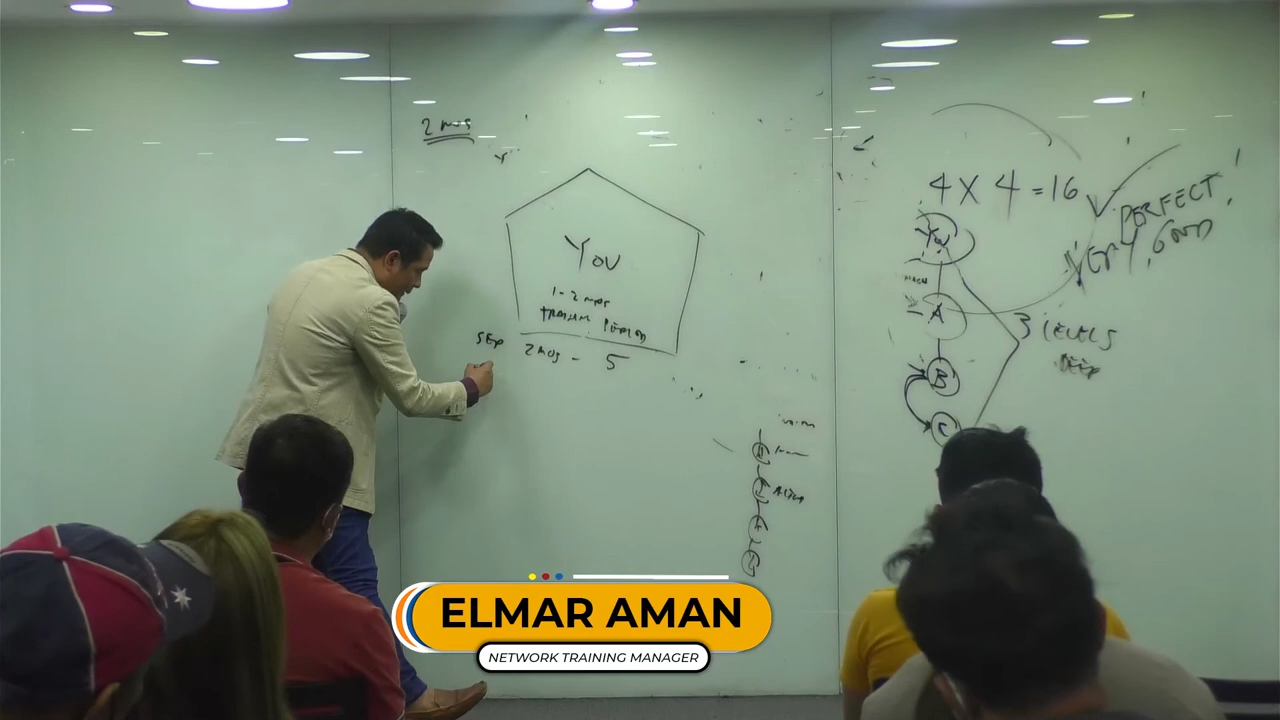 2 mos
YOU
1-2 mos
TRAINING PERIOD
SEP
2 mos - 5
4 X 4 = 16
PERFECT!
VERY GOOD
YOU
A
3 LEVELS
DEEP
B
C
ELMAR AMAN
NETWORK TRAINING MANAGER